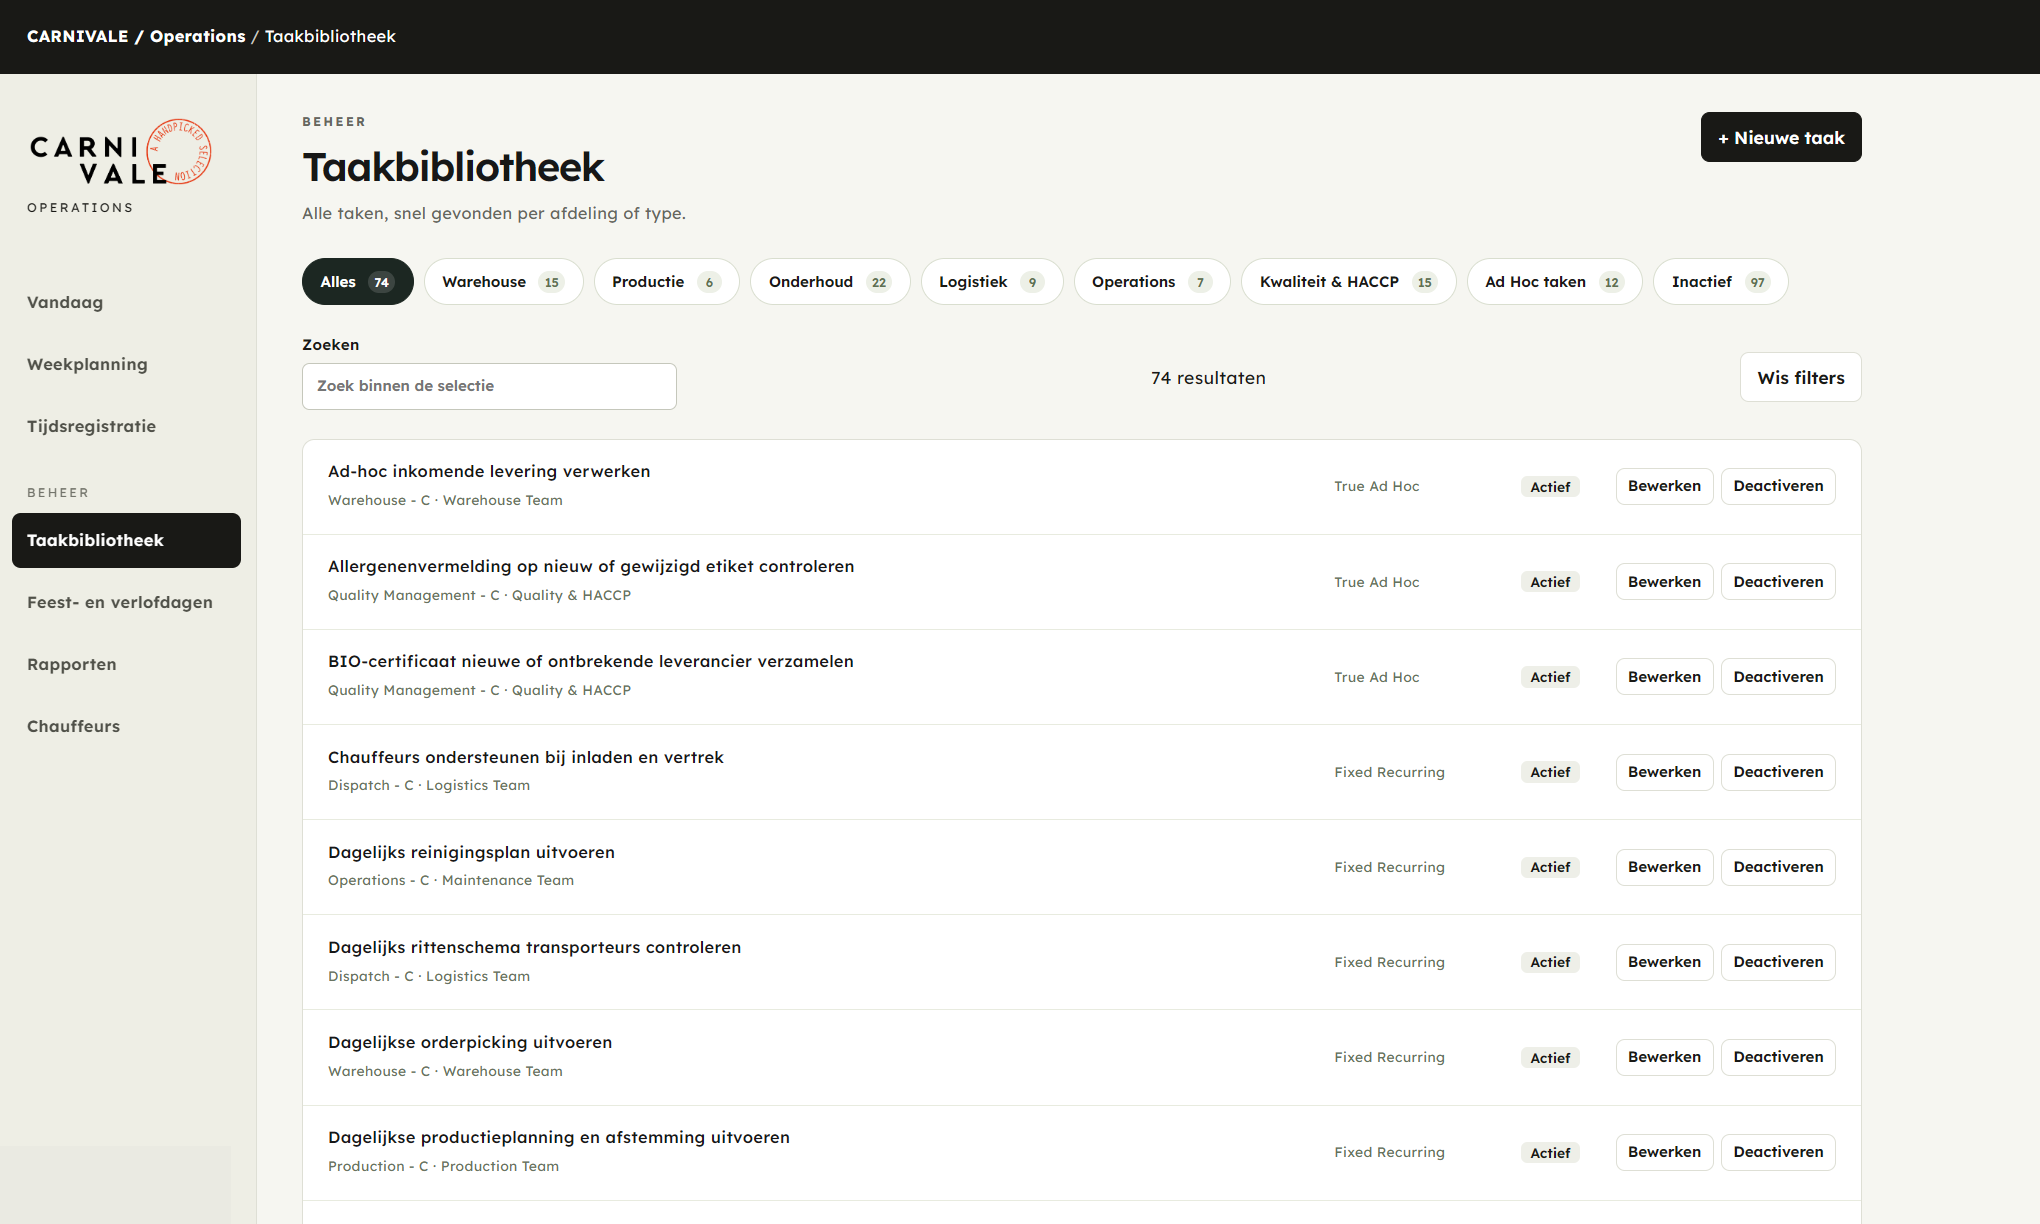 CARNIVALE / Operations / Taakbibliotheek
CARNI
VALE
A HANDPICKED SELECTION
OPERATIONS
Vandaag
Weekplanning
Tijdsregistratie
BEHEER
Taakbibliotheek
Feest- en verlofdagen
Rapporten
Chauffeurs
BEHEER
Taakbibliotheek
Alle taken, snel gevonden per afdeling of type.
+ Nieuwe taak
Alles 74 Warehouse 15 Productie 6 Onderhoud 22 Logistiek 9 Operations 7 Kwaliteit & HACCP 15 Ad Hoc taken 12 Inactief 97
Zoeken
Zoek binnen de selectie
74 resultaten
Wis filters
Ad-hoc inkomende levering verwerken
Warehouse - C · Warehouse Team
True Ad Hoc Actief Bewerken Deactiveren
Allergenenvermelding op nieuw of gewijzigd etiket controleren
Quality Management - C · Quality & HACCP
True Ad Hoc Actief Bewerken Deactiveren
BIO-certificaat nieuwe of ontbrekende leverancier verzamelen
Quality Management - C · Quality & HACCP
True Ad Hoc Actief Bewerken Deactiveren
Chauffeurs ondersteunen bij inladen en vertrek
Dispatch - C · Logistics Team
Fixed Recurring Actief Bewerken Deactiveren
Dagelijks reinigingsplan uitvoeren
Operations - C · Maintenance Team
Fixed Recurring Actief Bewerken Deactiveren
Dagelijks rittenschema transporteurs controleren
Dispatch - C · Logistics Team
Fixed Recurring Actief Bewerken Deactiveren
Dagelijkse orderpicking uitvoeren
Warehouse - C · Warehouse Team
Fixed Recurring Actief Bewerken Deactiveren
Dagelijkse productieplanning en afstemming uitvoeren
Production - C · Production Team
Fixed Recurring Actief Bewerken Deactiveren